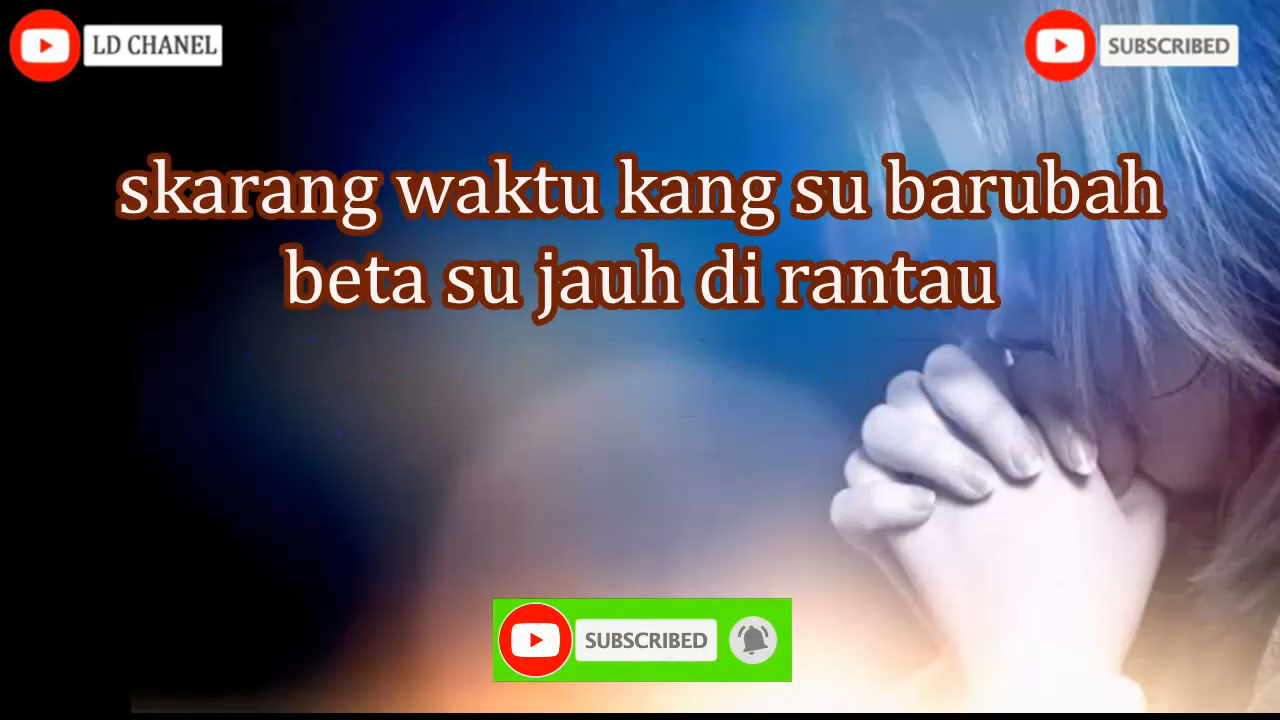 LD CHANEL
SUBSCRIBED
skarang waktu kang su barubah
beta su jauh di rantau
SUBSCRIBED